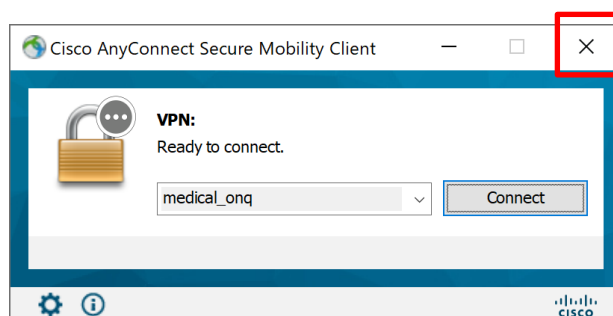 Cisco AnyConnect Secure Mobility Client
VPN:
Ready to connect.
medical_onq
Connect
cisco